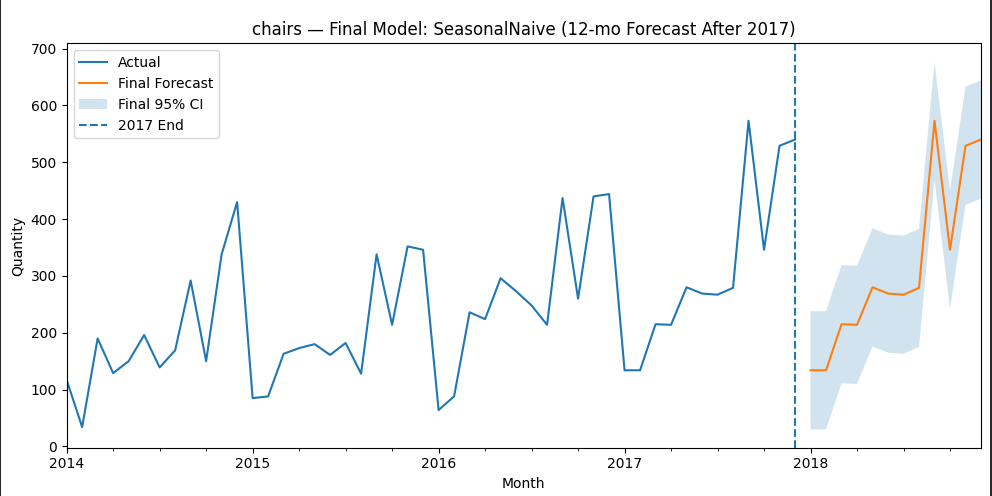 chairs — Final Model: SeasonalNaive (12-mo Forecast After 2017)
Actual
Final Forecast
Final 95% CI
2017 End
Quantity
700
600
500
400
300
200
100
0
2014
2015
2016
2017
2018
Month